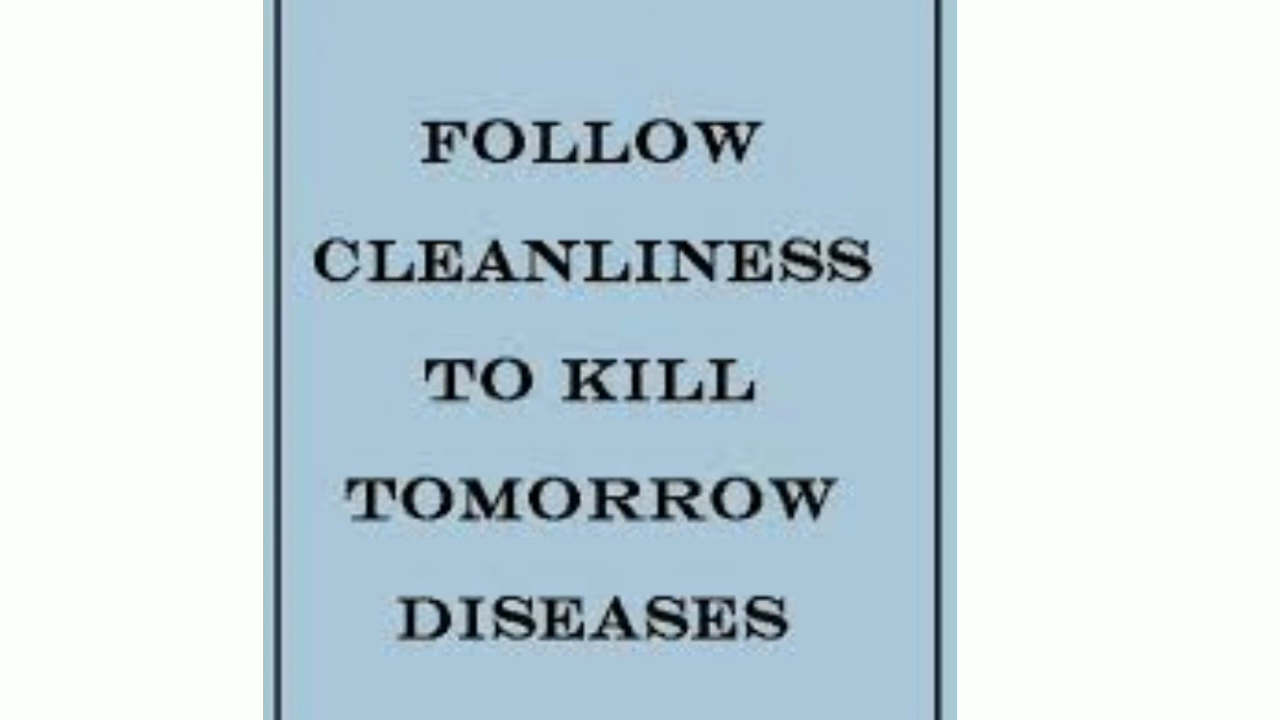 FOLLOW
CLEANLINESS
TO KILL
TOMORROW
DISEASES